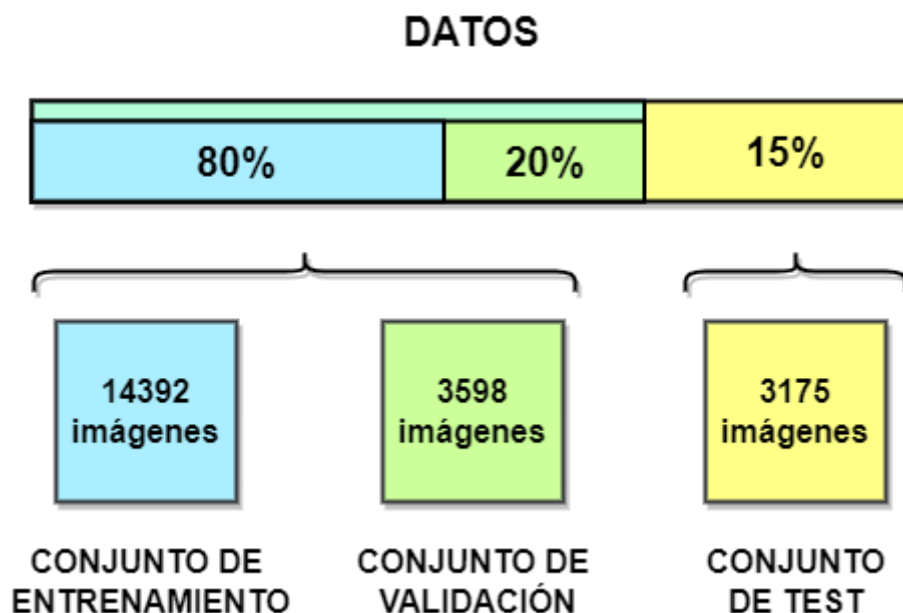 DATOS
80%
20%
15%
14392
imágenes
3598
imágenes
3175
imágenes
CONJUNTO DE
ENTRENAMIENTO
CONJUNTO DE
VALIDACIÓN
CONJUNTO
DE TEST